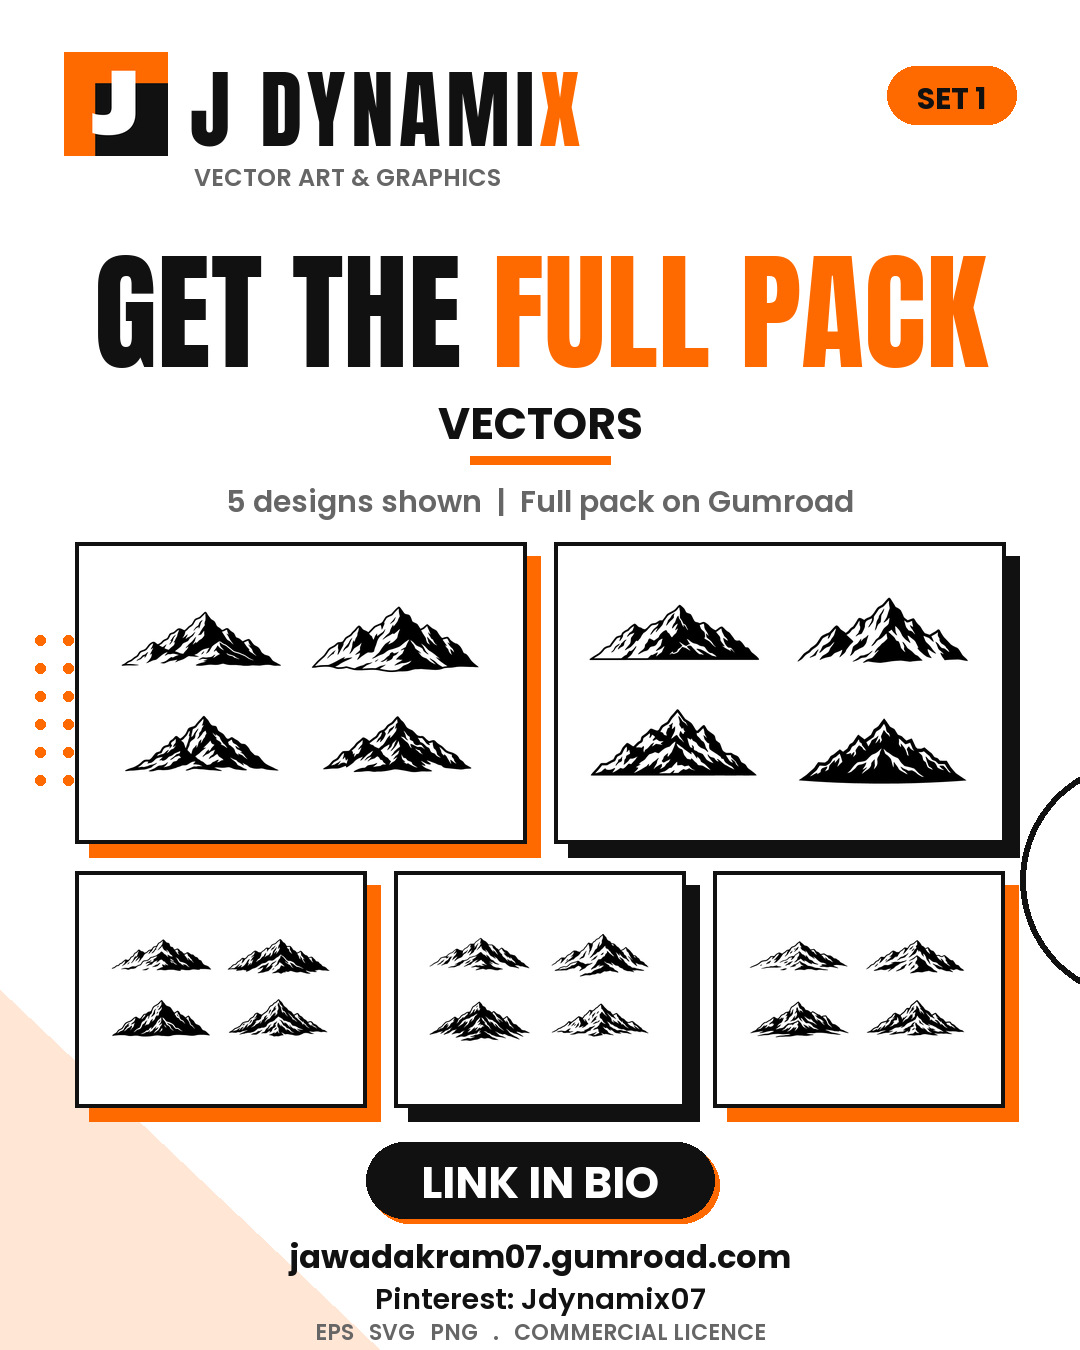 J
J DYNAMIX
SET 1
VECTOR ART & GRAPHICS
GET THE FULL PACK
VECTORS
5 designs shown | Full pack on Gumroad
LINK IN BIO
jawadakram07.gumroad.com
Pinterest: Jdynamix07
EPS SVG PNG . COMMERCIAL LICENCE